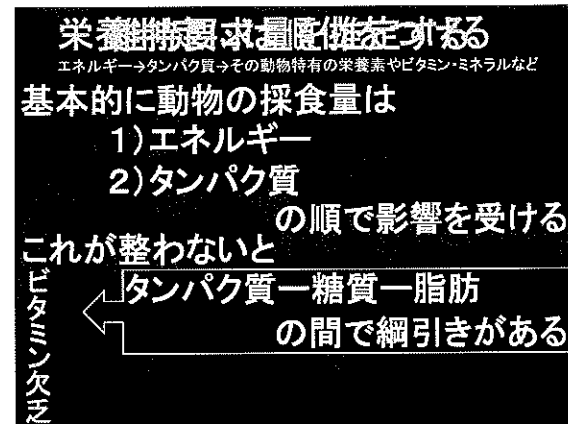 エネルギー→タンパク質→その動物特有の栄養素やビタミン・ミネラルなど
基本的に動物の採食量は
1)エネルギー
2)タンパク質
の順で影響を受ける
これが整わないと
タンパク質ー糖質ー脂肪
の間で綱引きがある
ビタミン欠乏